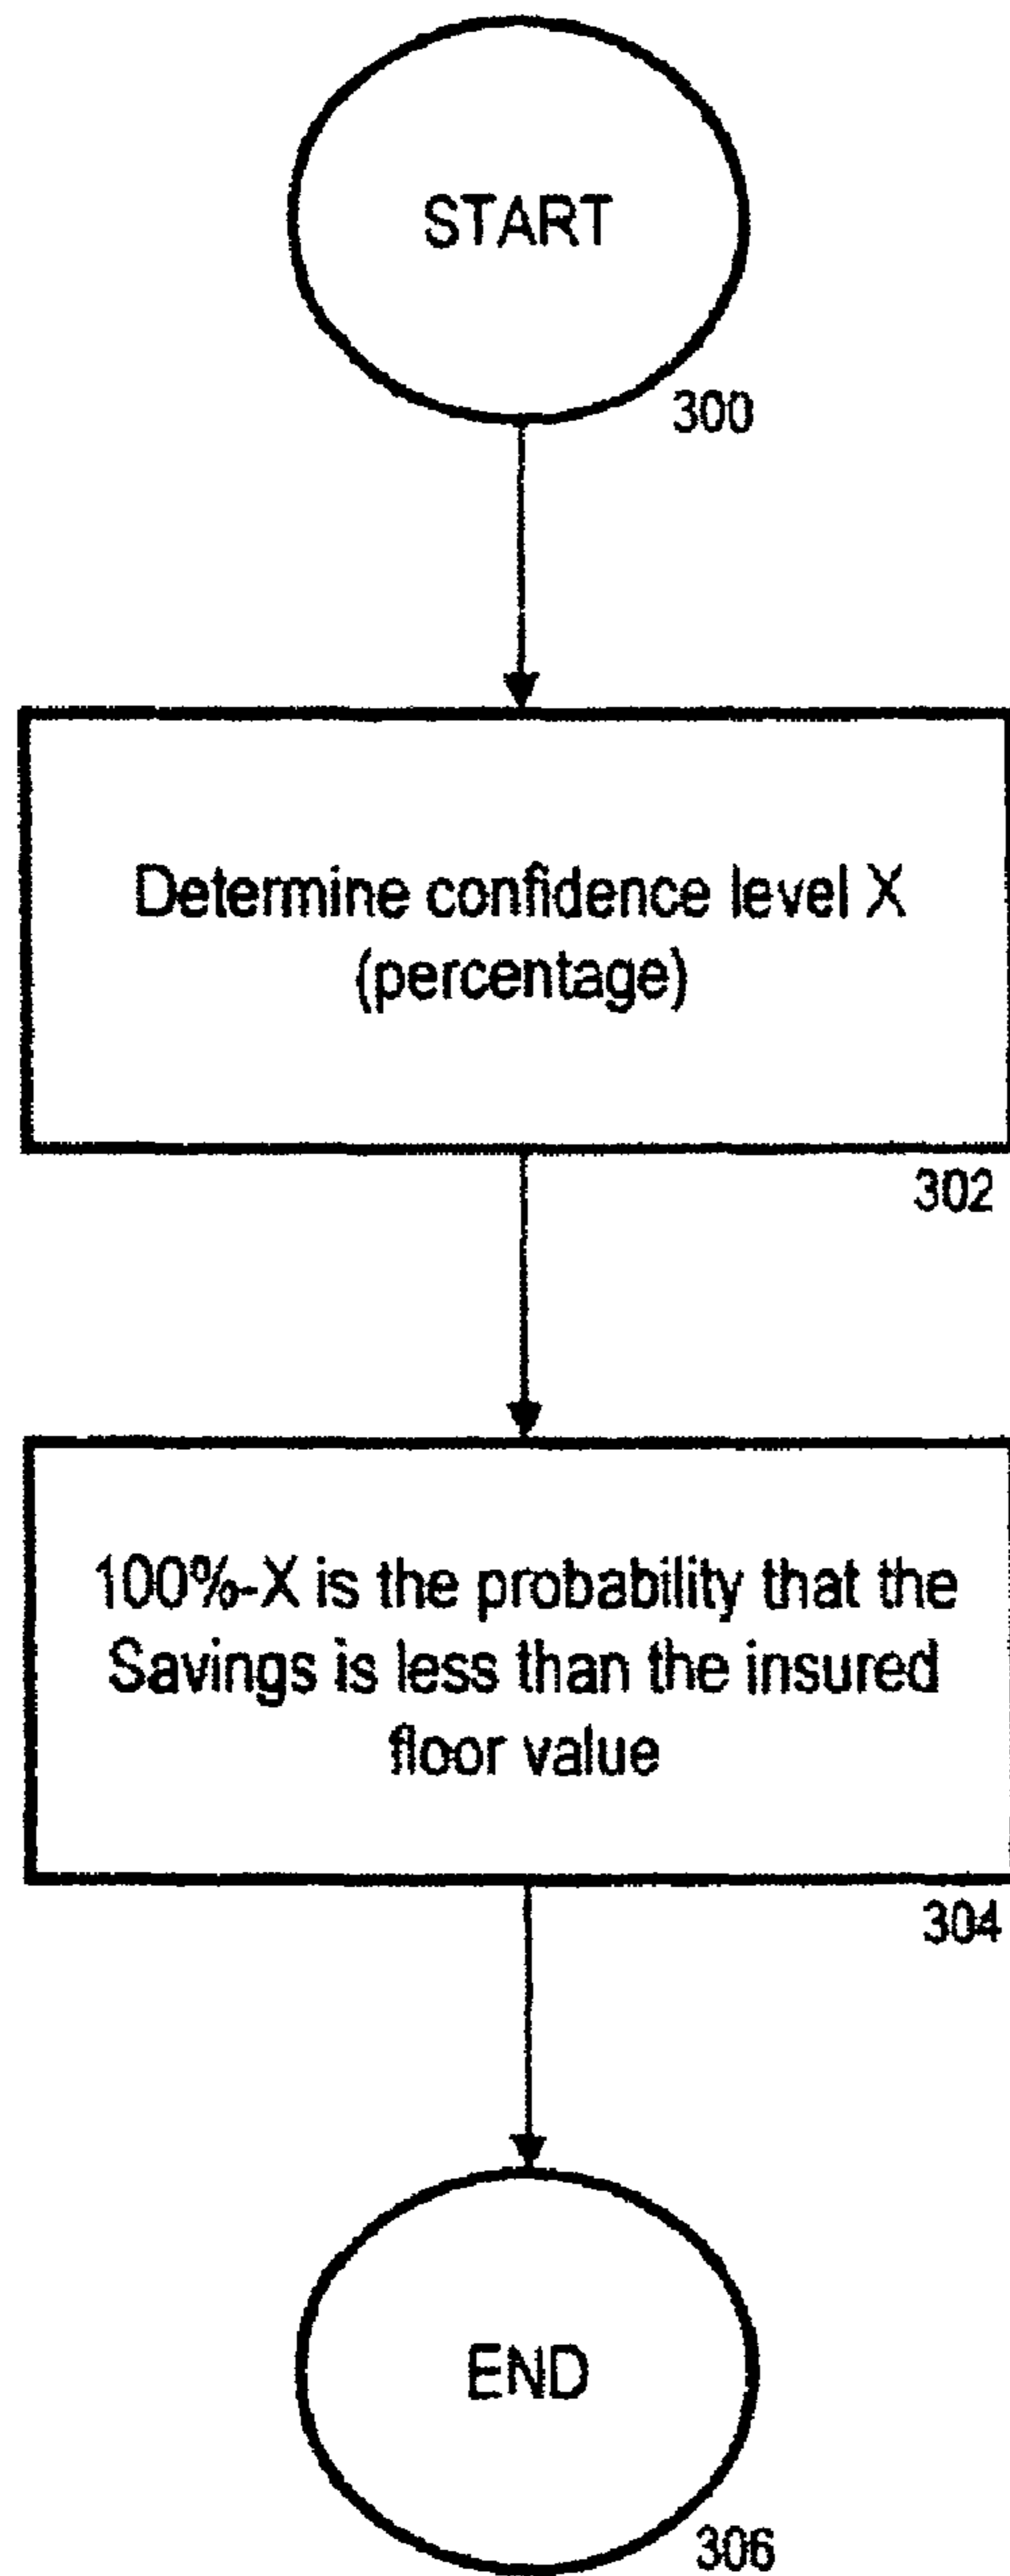 START
300
Determine confidence level X
(percentage)
302
100%-X is the probability that the
Savings is less than the insured
floor value
304
END
306